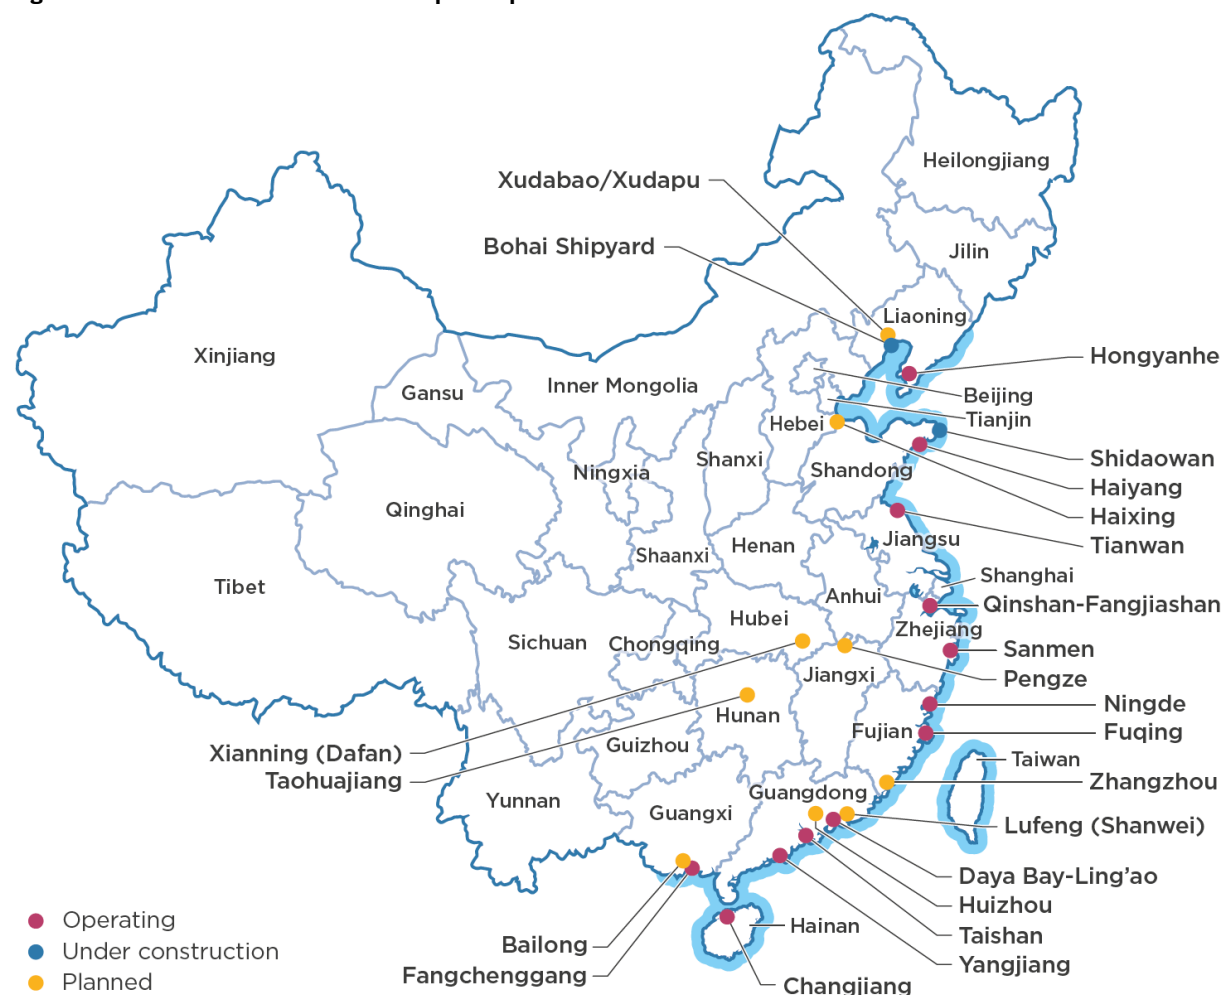 Heilongjiang
Xudabao/Xudapu
Bohai Shipyard
Jilin
Liaoning
Xinjiang
Hongyanhe
Gansu
Inner Mongolia
Beijing
Tianjin
Hebei
Shanxi
Shidaowan
Ningxia
Shandong
Haiyang
Qinghai
Haixing
Jiangsu
Tianwan
Henan
Shaanxi
Shanghai
Tibet
Anhui
Qinshan-Fangjiashan
Hubei
Zhejiang
Sichuan
Chongqing
Sanmen
Jiangxi
Pengze
Ningde
Hunan
Fujian
Fuqing
Guizhou
Xianning (Dafan)
Taiwan
Taohuajiang
Zhangzhou
Guangdong
Yunnan
Guangxi
Lufeng (Shanwei)
Daya Bay-Ling’ao
Huizhou
Operating
Hainan
Taishan
Bailong
Under construction
Yangjiang
Fangchenggang
Planned
Changjiang